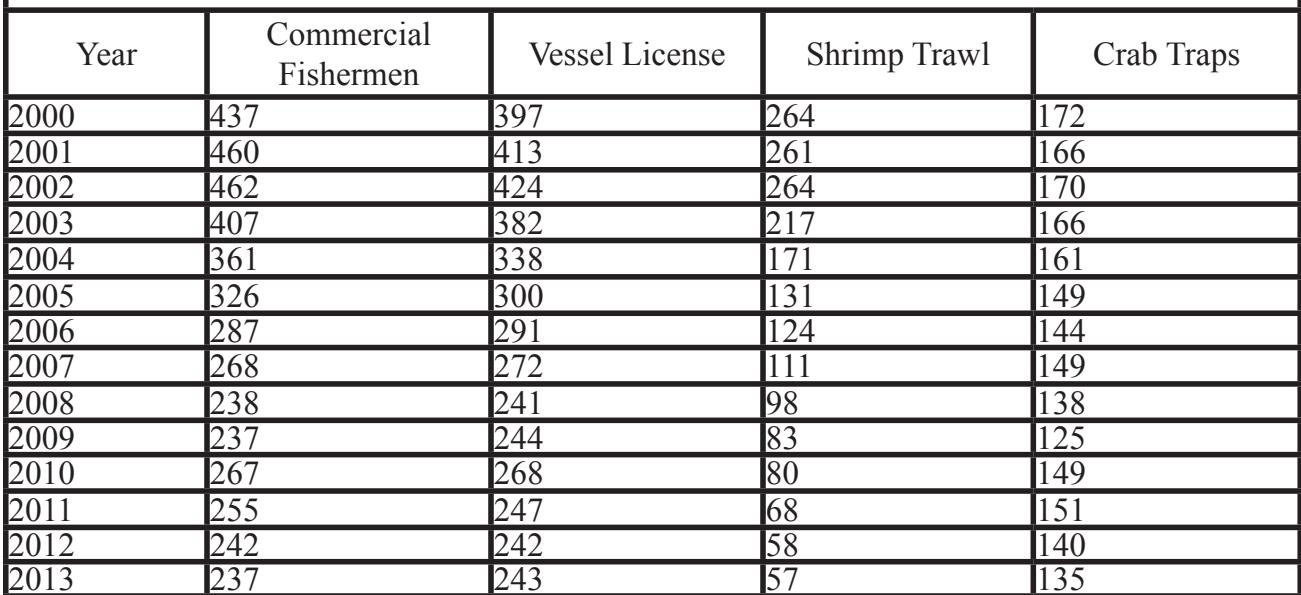 Year Commercial Fishermen Vessel License Shrimp Trawl Crab Traps
2000 437 397 264 172
2001 460 413 261 166
2002 462 424 264 170
2003 407 382 217 166
2004 361 338 171 161
2005 326 300 131 149
2006 287 291 124 144
2007 268 272 111 149
2008 238 241 98 138
2009 237 244 83 125
2010 267 268 80 149
2011 255 247 68 151
2012 242 242 58 140
2013 237 243 57 135